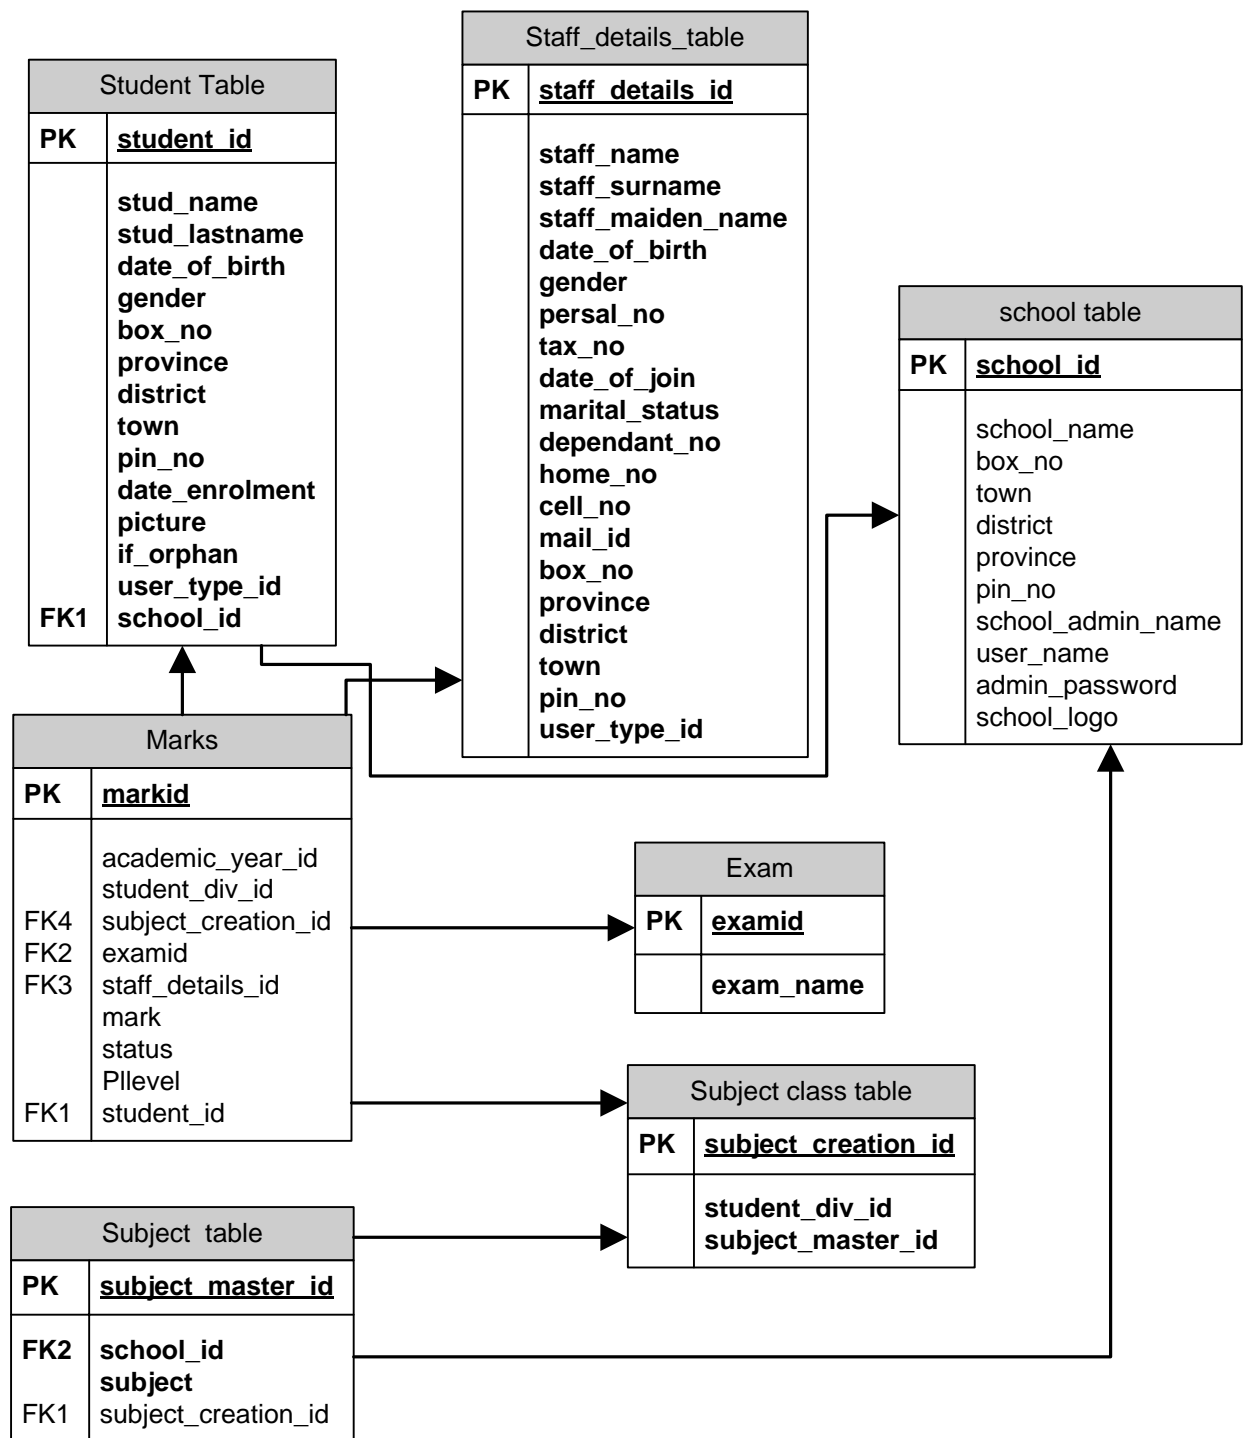 Student Table
PK student_id
stud_name
stud_lastname
date_of_birth
gender
box_no
province
district
town
pin_no
date_enrolment
picture
if_orphan
user_type_id
FK1 school_id
Staff_details_table
PK staff_details_id
staff_name
staff_surname
staff_maiden_name
date_of_birth
gender
persal_no
tax_no
date_of_join
marital_status
dependant_no
home_no
cell_no
mail_id
box_no
province
district
town
pin_no
user_type_id
school table
PK school_id
school_name
box_no
town
district
province
pin_no
school_admin_name
user_name
admin_password
school_logo
Marks
PK markid
academic_year_id
student_div_id
FK4 subject_creation_id
FK2 examid
FK3 staff_details_id
mark
status
Pllevel
FK1 student_id
Exam
PK examid
exam_name
Subject class table
PK subject_creation_id
student_div_id
subject_master_id
Subject table
PK subject_master_id
FK2 school_id
subject
FK1 subject_creation_id